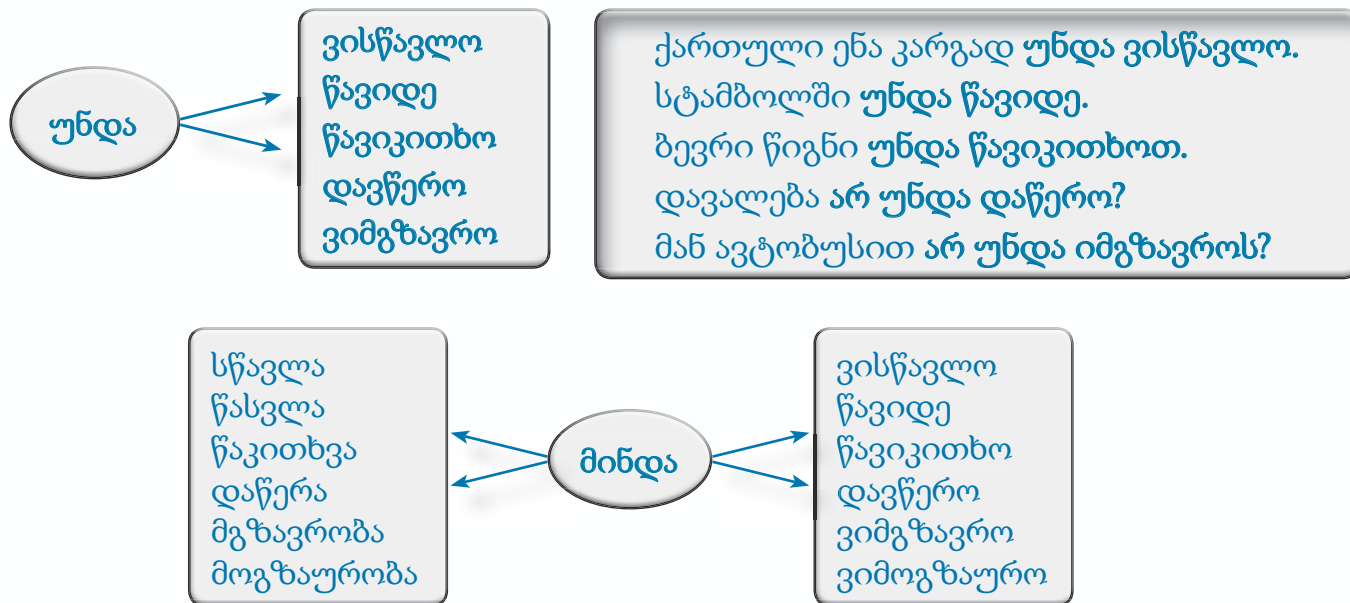 უნდა
ვისწავლო
წავიდე
წავიკითხო
დავწერო
ვიმგზავრო
ქართული ენა კარგად უნდა ვისწავლო.
სტამბოლში უნდა წავიდე.
ბევრი წიგნი უნდა წავიკითხოთ.
დავალება არ უნდა დაწერო?
მან ავტობუსით არ უნდა იმგზავროს?
სწავლა
წასვლა
წაკითხვა
დაწერა
მგზავრობა
მოგზაურობა
მინდა
ვისწავლო
წავიდე
წავიკითხო
დავწერო
ვიმგზავრო
ვიმოგზაურო